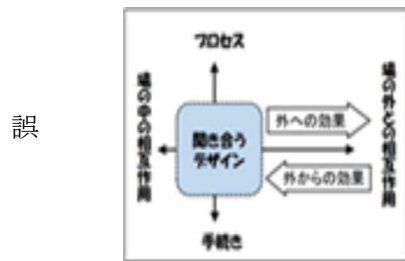 誤
プロセス
場の中の相互作用
聞き合う
デザイン
外への効果
外からの効果
場の外との相互作用
手続き